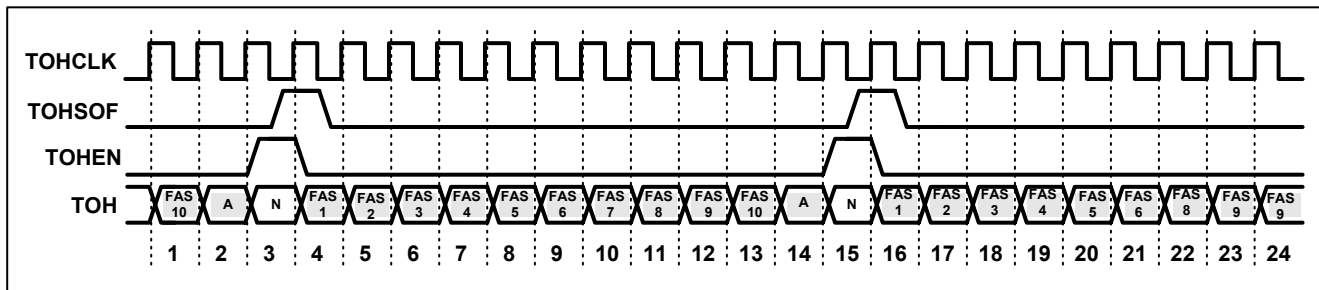 TOHCLK
TOHSOF
TOHEN
TOH FAS 10 A N FAS 1 FAS 2 FAS 3 FAS 4 FAS 5 FAS 6 FAS 7 FAS 8 FAS 9 FAS 10 A N FAS 1 FAS 2 FAS 3 FAS 4 FAS 5 FAS 6 FAS 8 FAS 9 FAS 9
1 2 3 4 5 6 7 8 9 10 11 12 13 14 15 16 17 18 19 20 21 22 23 24